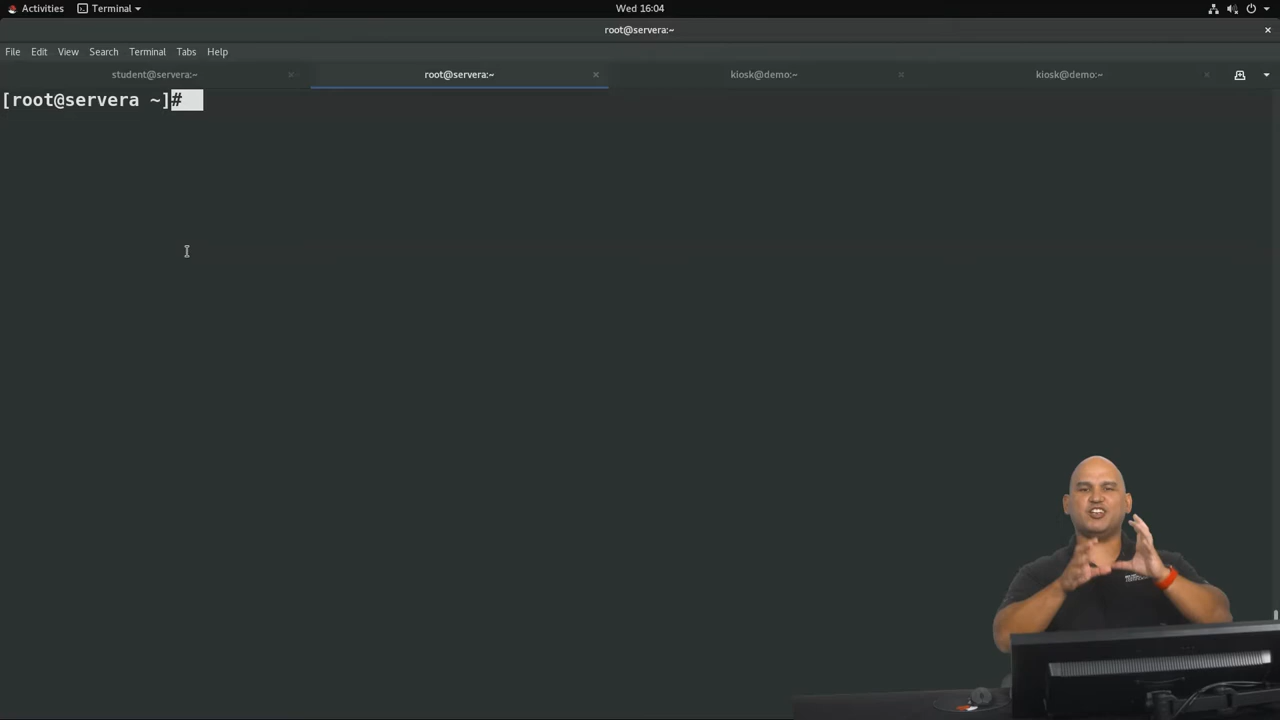 Activities Terminal Wed 16:04
root@servera:~
File Edit View Search Terminal Tabs Help
student@servera:~ root@servera:~ kiosk@demo:~ kiosk@demo:~
[root@servera ~]#